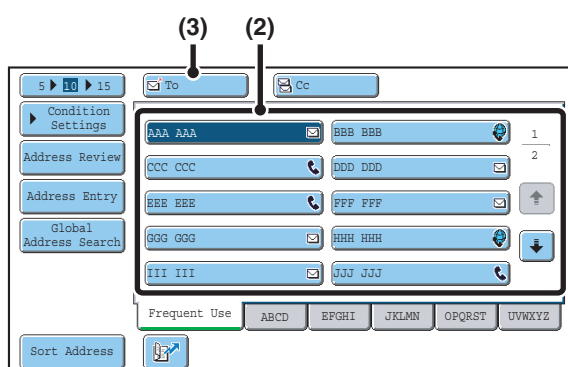 (3) (2)
5 10 15
To
Cc
Condition
Settings
Address Review
Address Entry
Global
Address Search
Sort Address
AAA AAA
BBB BBB
CCC CCC
DDD DDD
EEE EEE
FFF FFF
GGG GGG
HHH HHH
III III
JJJ JJJ
1
2
Frequent Use ABCD EFGHI JKLMN OPQRST UVWXYZ